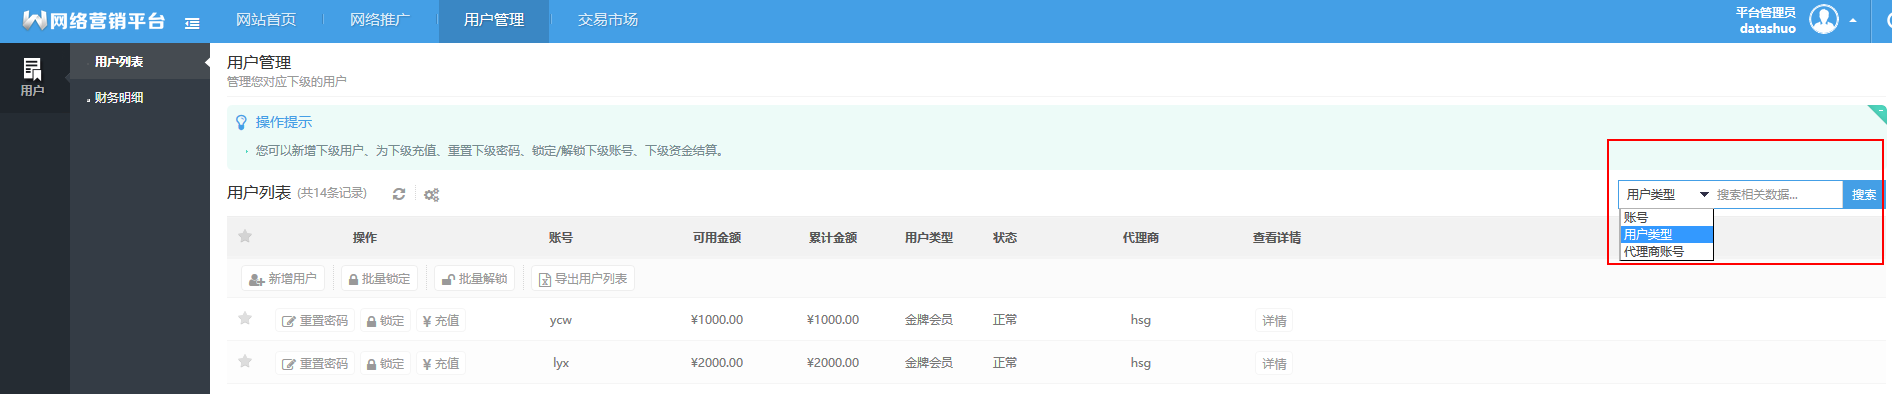 网络营销平台 网站首页 网络推广 用户管理 交易市场 平台管理员
datashuo
用户
用户列表
财务明细
用户管理
管理您对应下级的用户
操作提示
您可以新增下级用户、为下级充值、重置下级密码、锁定/解锁下级账号、下级资金结算。
用户列表 (共14条记录)
用户类型 搜索相关数据... 搜索
账号
用户类型
代理商账号
操作 账号 可用金额 累计金额 用户类型 状态 代理商 查看详情
新增用户 批量锁定 批量解锁 导出用户列表
重置密码 锁定 ¥ 充值 ycw ¥1000.00 ¥1000.00 金牌会员 正常 hsg 详情
重置密码 锁定 ¥ 充值 lyx ¥2000.00 ¥2000.00 金牌会员 正常 hsg 详情